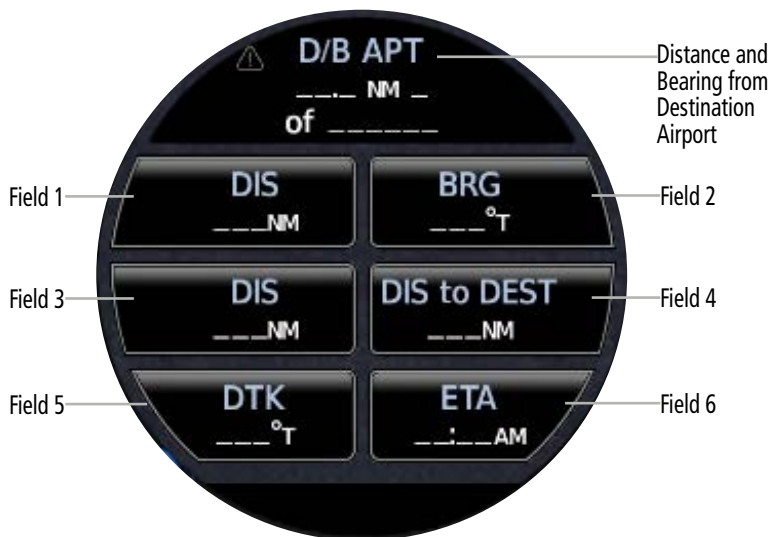 D/B APT
__._ NM _
of ______
Distance and
Bearing from
Destination
Airport
Field 1
DIS
___NM
BRG
___°T
Field 2
Field 3
DIS
___NM
DIS to DEST
___NM
Field 4
Field 5
DTK
___°T
ETA
__:__AM
Field 6